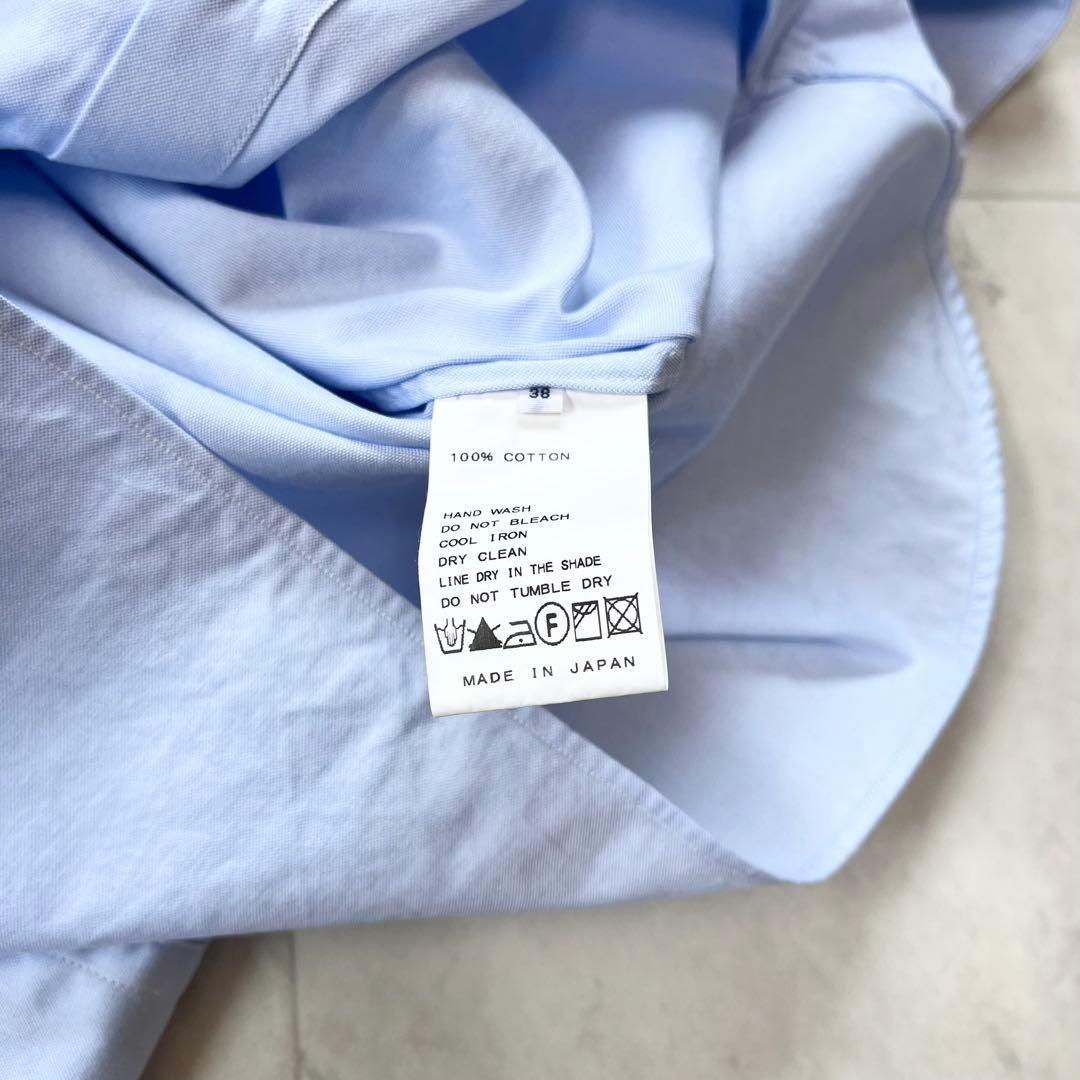 38
100% COTTON
HAND WASH
DO NOT BLEACH
COOL IRON
DRY CLEAN
LINE DRY IN THE SHADE
DO NOT TUMBLE DRY
F
MADE IN JAPAN